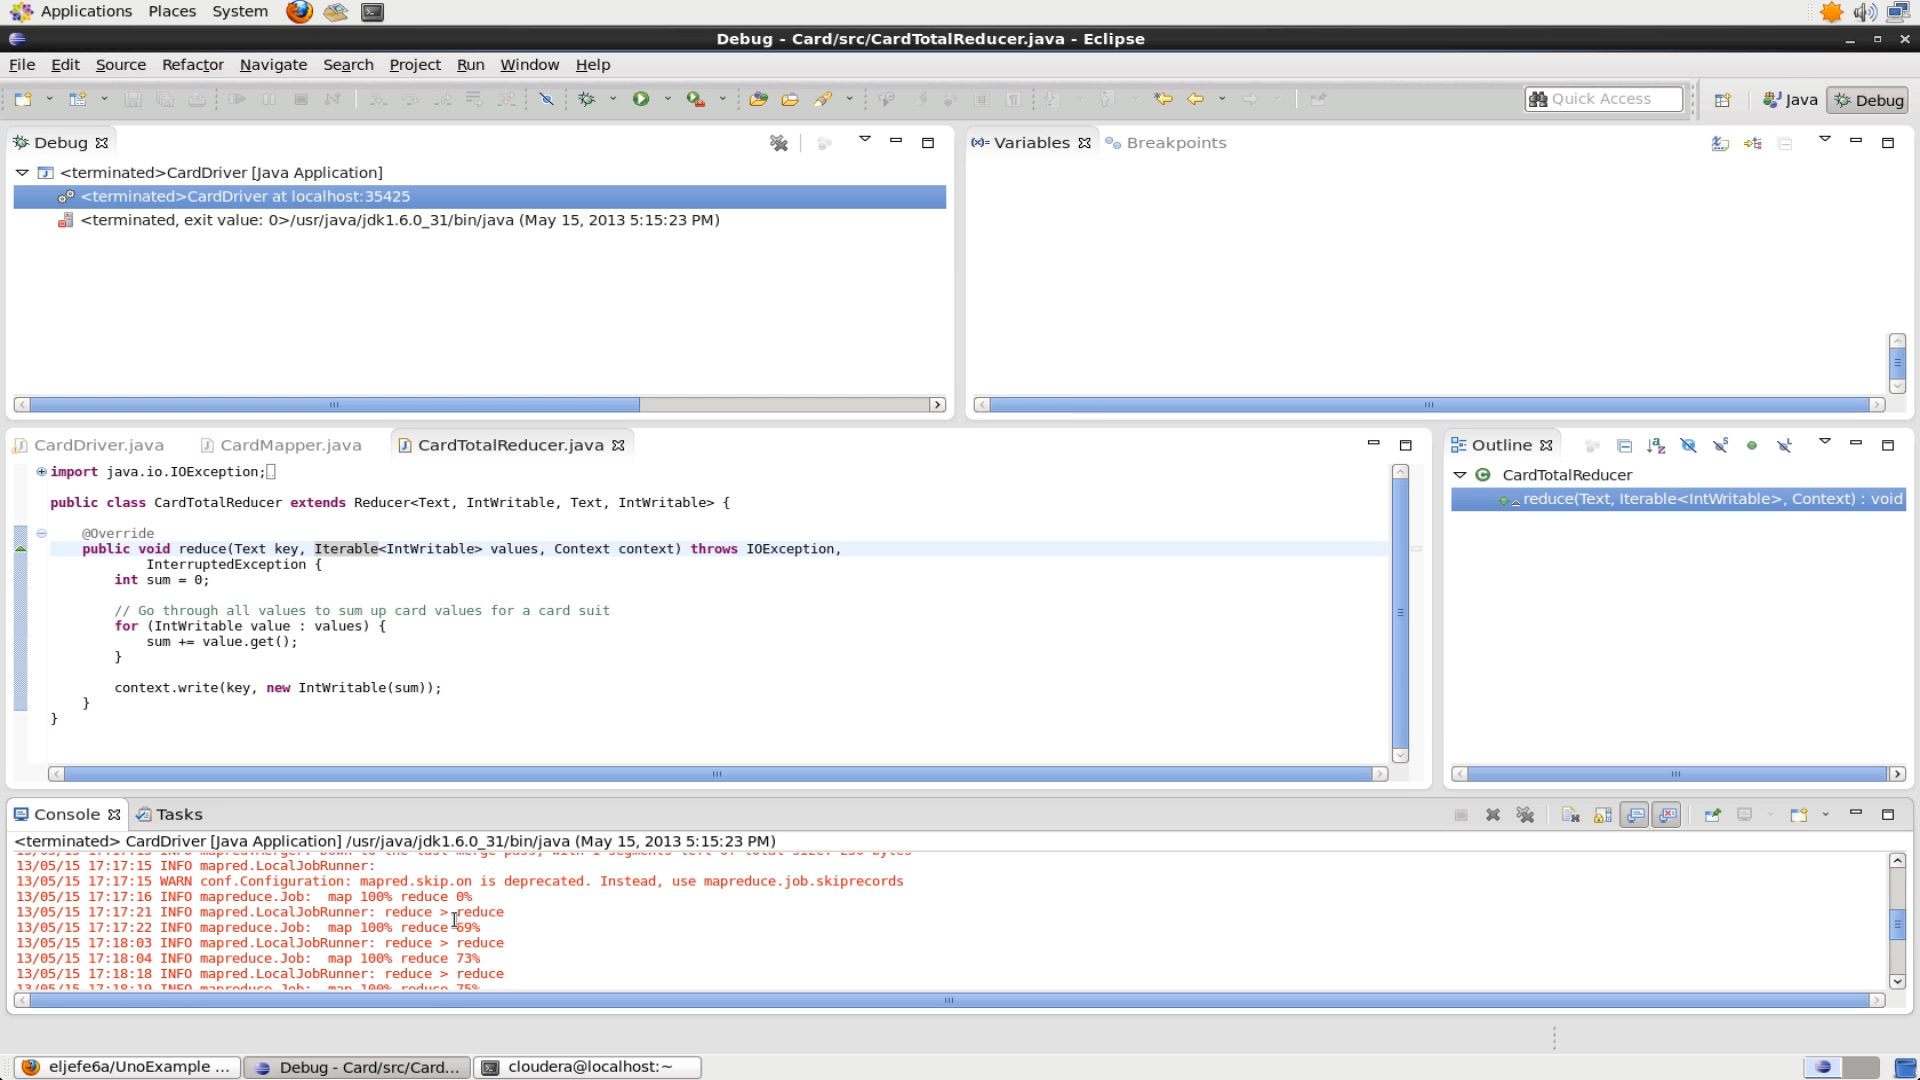 Applications Places System
Debug - Card/src/CardTotalReducer.java - Eclipse
File Edit Source Refactor Navigate Search Run Window Help
Quick Access Java Debug
Debug
<terminated>CardDriver [Java Application]
<terminated>CardDriver at localhost:35425
<terminated, exit value: 0>/usr/java/jdk1.6.0_31/bin/java (May 15, 2013 5:15:23 PM)
Variables Breakpoints
CardDriver.java CardMapper.java CardTotalReducer.java
import java.io.IOException;
public class CardTotalReducer extends Reducer<Text, IntWritable, Text, IntWritable> {
@Override
public void reduce(Text key, Iterable<IntWritable> values, Context context) throws IOException,
InterruptedException {
int sum = 0;
// Go through all values to sum up card values for a card suit
for (IntWritable value : values) {
sum += value.get();
}
context.write(key, new IntWritable(sum));
}
}
Outline
CardTotalReducer
reduce(Text, Iterable<IntWritable>, Context) : void
Console Tasks
<terminated> CardDriver [Java Application] /usr/java/jdk1.6.0_31/bin/java (May 15, 2013 5:15:23 PM)
13/05/15 17:17:15 INFO mapred.LocalJobRunner:
13/05/15 17:17:15 WARN conf.Configuration: mapred.skip.on is deprecated. Instead, use mapreduce.job.skiprecords
13/05/15 17:17:16 INFO mapreduce.Job:  map 100% reduce 0%
13/05/15 17:17:21 INFO mapred.LocalJobRunner: reduce > reduce
13/05/15 17:17:22 INFO mapreduce.Job:  map 100% reduce 69%
13/05/15 17:18:03 INFO mapred.LocalJobRunner: reduce > reduce
13/05/15 17:18:04 INFO mapreduce.Job:  map 100% reduce 73%
13/05/15 17:18:18 INFO mapred.LocalJobRunner: reduce > reduce
13/05/15 17:18:19 INFO mapreduce.Job:  map 100% reduce 75%
eljefe6a/UnoExample ... Debug - Card/src/Card... cloudera@localhost:~